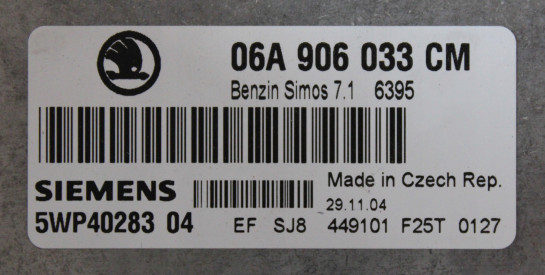 06A 906 033 CM
Benzin Simos 7.1 6395
SIEMENS
Made in Czech Rep.
29.11.04
5WP40283 04 EF SJ8 449101 F25T 0127